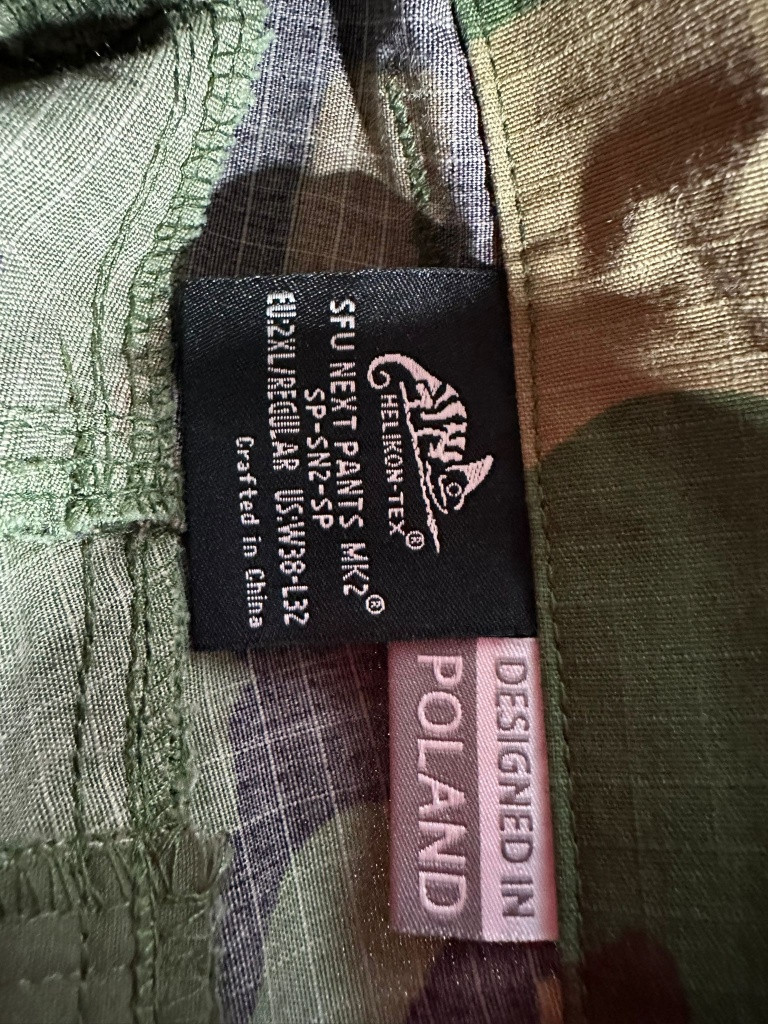 HELIKON-TEX®
SFU NEXT PANTS MK2®
SP-SN2-SP
EU:2XL/REGULAR US:W38-L32
Crafted in China
DESIGNED IN
POLAND